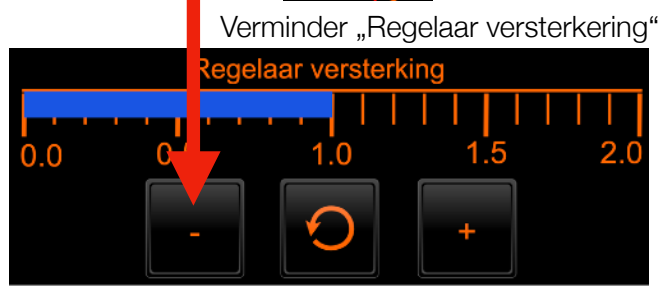 Verminder „Regelaar versterkering“
Regelaar versterking
0.0 1.0 1.5 2.0
- +